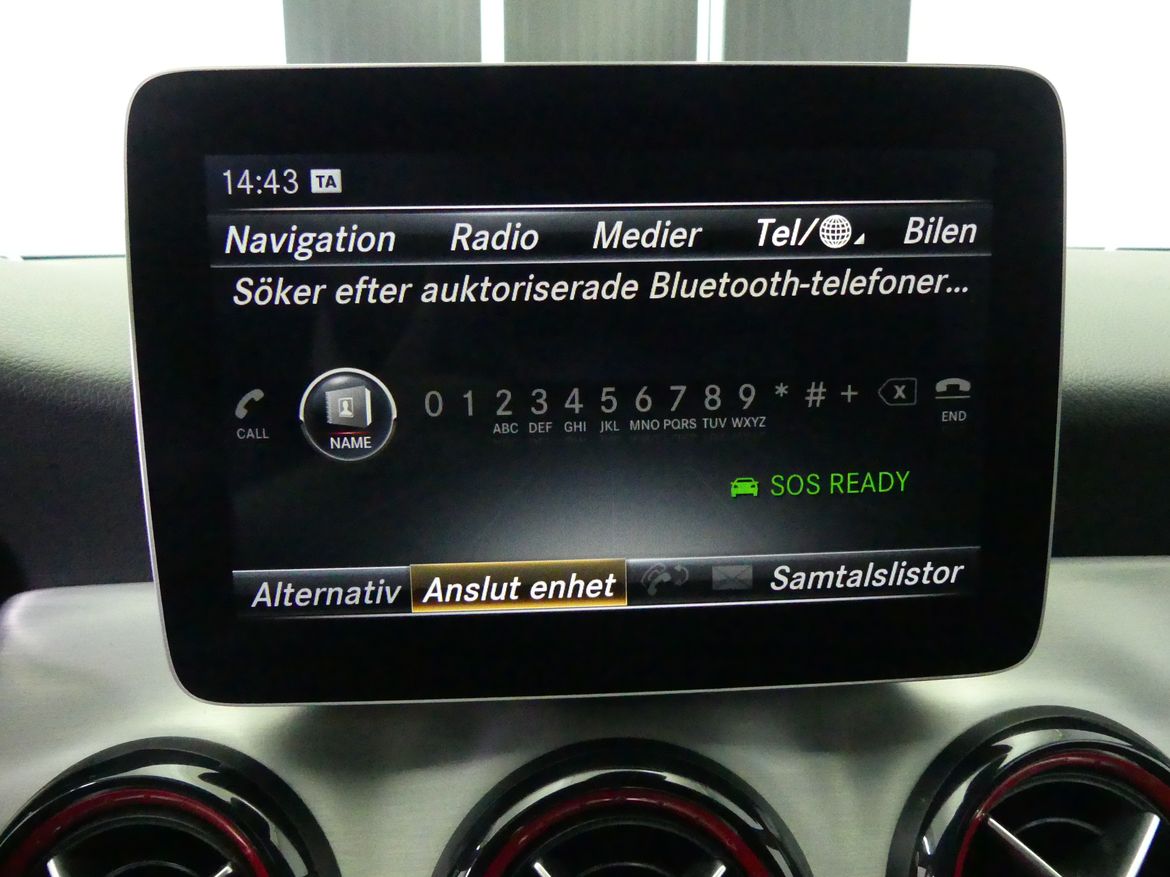 14:43 TA
Navigation Radio Medier Tel/ Bilen
Söker efter auktoriserade Bluetooth-telefoner...
0 1 2 3 4 5 6 7 8 9 * # + x
CALL NAME ABC DEF GHI JKL MNO PQRS TUV WXYZ END
SOS READY
Alternativ Anslut enhet Samtalslistor